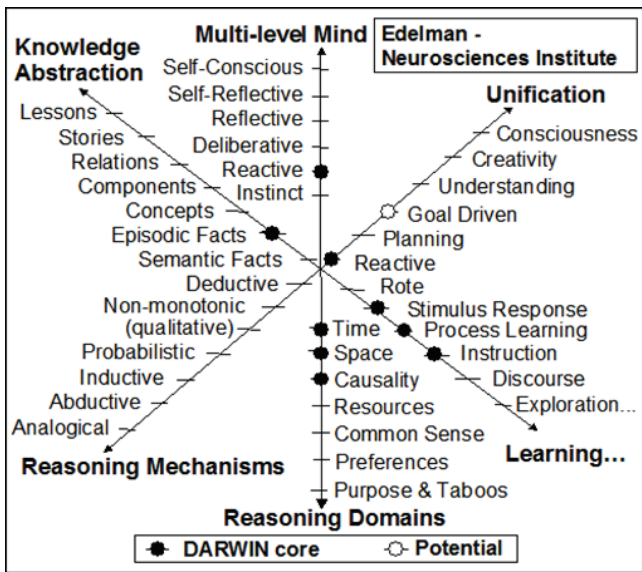 Multi-level Mind
Edelman -
Neurosciences Institute
Knowledge
Abstraction
Self-Conscious
Self-Reflective
Reflective
Deliberative
Reactive
Instinct
Unification
Consciousness
Creativity
Understanding
Goal Driven
Planning
Reactive
Lessons
Stories
Relations
Components
Concepts
Episodic Facts
Semantic Facts
Deductive
Non-monotonic
(qualitative)
Probabilistic
Inductive
Abductive
Analogical
Reasoning Mechanisms
Rote
Stimulus Response
Process Learning
Instruction
Discourse
Exploration...
Learning...
Time
Space
Causality
Resources
Common Sense
Preferences
Purpose & Taboos
Reasoning Domains
DARWIN core
Potential